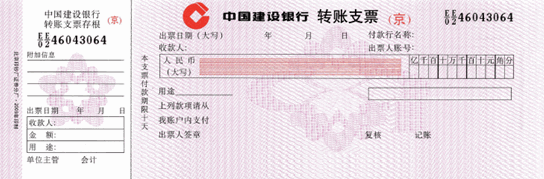 中国建设银行
转账支票存根
(京)
EE
02 46043064
附加信息
出票日期 年 月 日
收款人:
金 额:
用 途:
单位主管 会计
本支票付款期限十天
中国建设银行 转账支票 (京) EE
02 46043064
出票日期(大写) 年 月 日 付款行名称:
收款人: 出票人账号:
人民币
(大写)
亿千百十万千百十元角分
用途
上列款项请从
我账户内支付
出票人签章 复核 记账